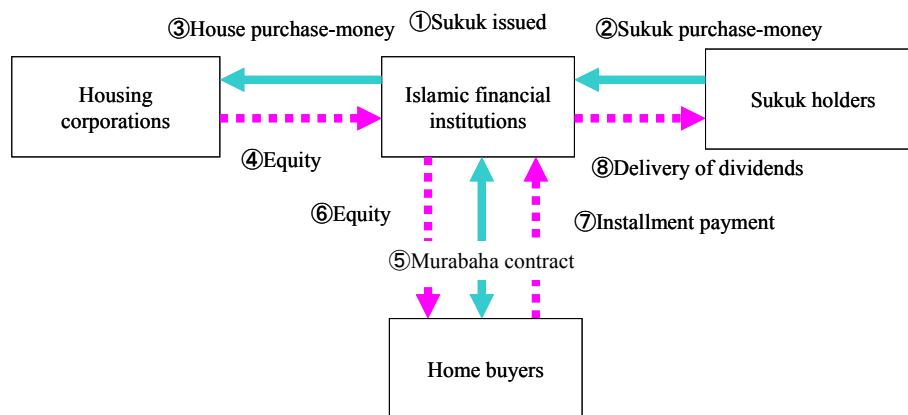 ①Sukuk issued
③House purchase-money
②Sukuk purchase-money
Housing
corporations
Islamic financial
institutions
Sukuk holders
④Equity
⑧Delivery of dividends
⑥Equity
⑦Installment payment
⑤Murabaha contract
Home buyers